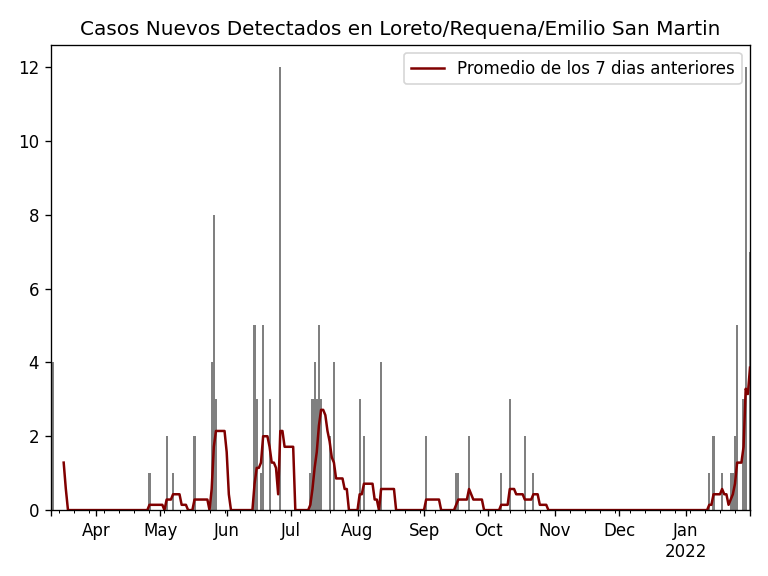 Casos Nuevos Detectados en Loreto/Requena/Emilio San Martin
Promedio de los 7 dias anteriores
12
10
8
6
4
2
0
Apr May Jun Jul Aug Sep Oct Nov Dec Jan
2022